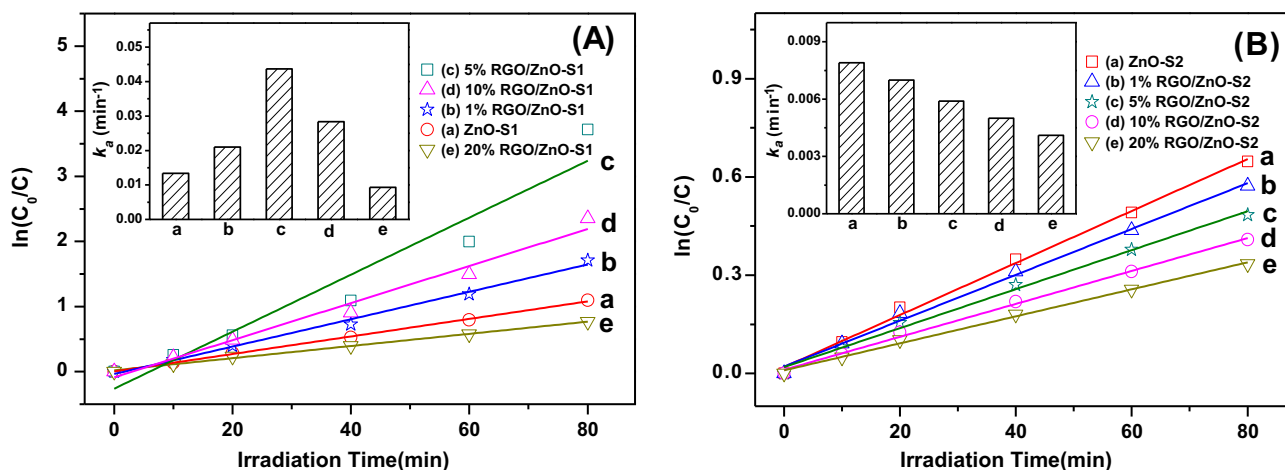 (A)
5
4
3
2
1
0
ln(C0/C)
0 20 40 60 80
Irradiation Time(min)
0.05
0.04
0.03
0.02
0.01
0.00
ka (min-1)
a b c d e
(c) 5% RGO/ZnO-S1
(d) 10% RGO/ZnO-S1
(b) 1% RGO/ZnO-S1
(a) ZnO-S1
(e) 20% RGO/ZnO-S1
c
d
b
a
e
(B)
0.9
0.6
0.3
0.0
ln(C0/C)
0 20 40 60 80
Irradiation Time(min)
0.009
0.006
0.003
0.000
ka (min-1)
a b c d e
(a) ZnO-S2
(b) 1% RGO/ZnO-S2
(c) 5% RGO/ZnO-S2
(d) 10% RGO/ZnO-S2
(e) 20% RGO/ZnO-S2
a
b
c
d
e